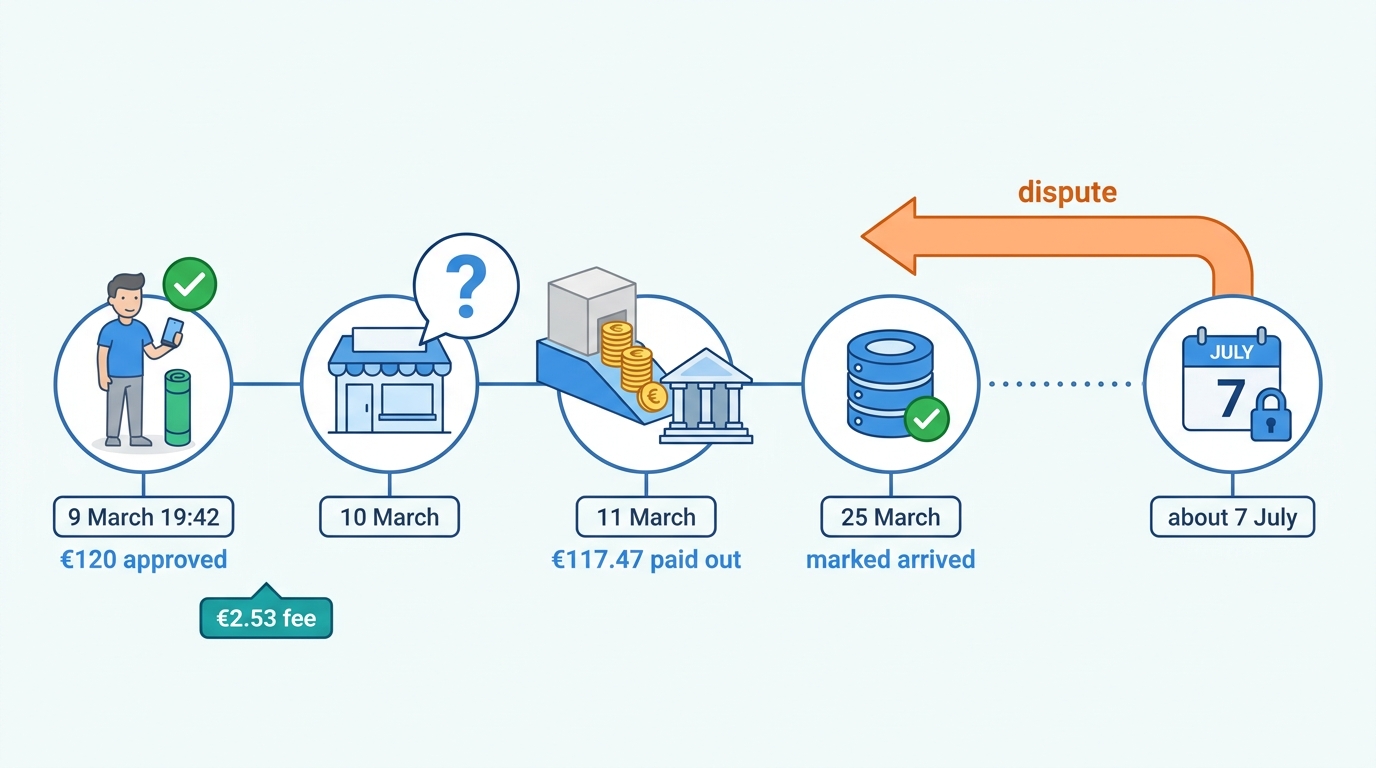 dispute
?
JULY
7
9 March 19:42
10 March
11 March
25 March
about 7 July
€120 approved
€117.47 paid out
marked arrived
€2.53 fee
€
€
€